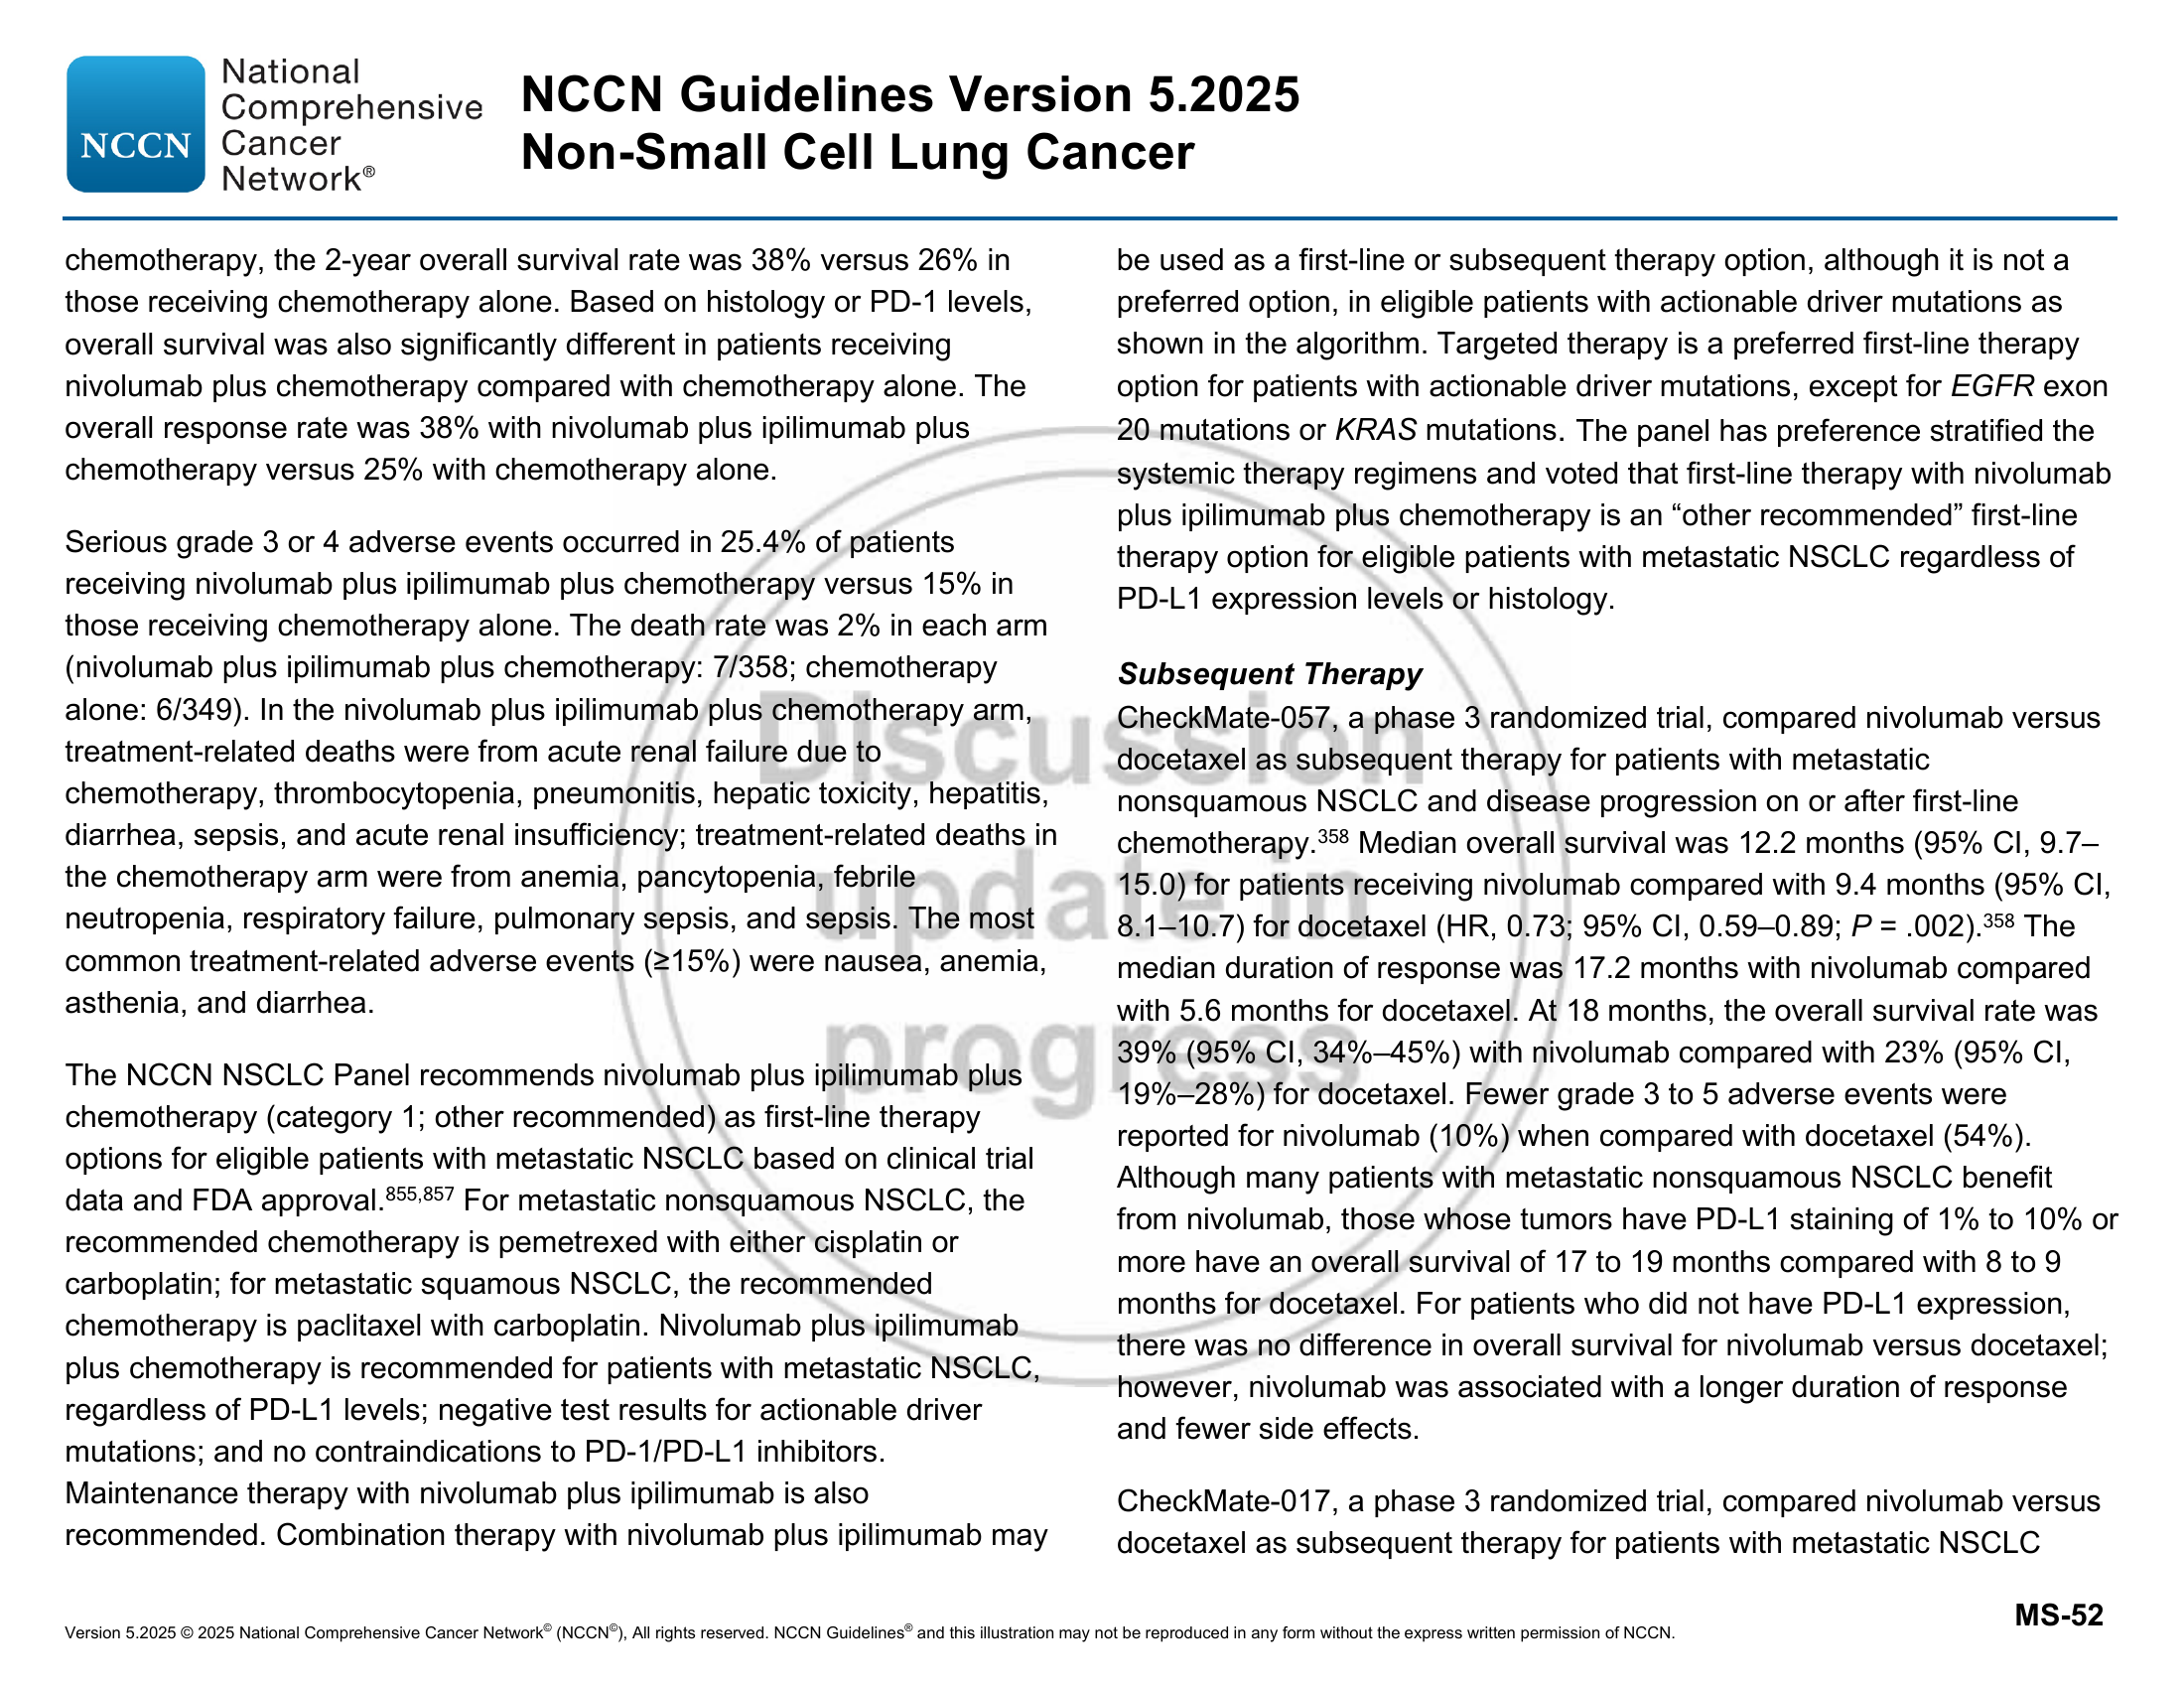 NCCN
National
Comprehensive
Cancer
Network®
NCCN Guidelines Version 5.2025
Non-Small Cell Lung Cancer
chemotherapy, the 2-year overall survival rate was 38% versus 26% in
those receiving chemotherapy alone. Based on histology or PD-1 levels,
overall survival was also significantly different in patients receiving
nivolumab plus chemotherapy compared with chemotherapy alone. The
overall response rate was 38% with nivolumab plus ipilimumab plus
chemotherapy versus 25% with chemotherapy alone.
Serious grade 3 or 4 adverse events occurred in 25.4% of patients
receiving nivolumab plus ipilimumab plus chemotherapy versus 15% in
those receiving chemotherapy alone. The death rate was 2% in each arm
(nivolumab plus ipilimumab plus chemotherapy: 7/358; chemotherapy
alone: 6/349). In the nivolumab plus ipilimumab plus chemotherapy arm,
treatment-related deaths were from acute renal failure due to
chemotherapy, thrombocytopenia, pneumonitis, hepatic toxicity, hepatitis,
diarrhea, sepsis, and acute renal insufficiency; treatment-related deaths in
the chemotherapy arm were from anemia, pancytopenia, febrile
neutropenia, respiratory failure, pulmonary sepsis, and sepsis. The most
common treatment-related adverse events (≥15%) were nausea, anemia,
asthenia, and diarrhea.
The NCCN NSCLC Panel recommends nivolumab plus ipilimumab plus
chemotherapy (category 1; other recommended) as first-line therapy
options for eligible patients with metastatic NSCLC based on clinical trial
data and FDA approval.855,857 For metastatic nonsquamous NSCLC, the
recommended chemotherapy is pemetrexed with either cisplatin or
carboplatin; for metastatic squamous NSCLC, the recommended
chemotherapy is paclitaxel with carboplatin. Nivolumab plus ipilimumab
plus chemotherapy is recommended for patients with metastatic NSCLC,
regardless of PD-L1 levels; negative test results for actionable driver
mutations; and no contraindications to PD-1/PD-L1 inhibitors.
Maintenance therapy with nivolumab plus ipilimumab is also
recommended. Combination therapy with nivolumab plus ipilimumab may
be used as a first-line or subsequent therapy option, although it is not a
preferred option, in eligible patients with actionable driver mutations as
shown in the algorithm. Targeted therapy is a preferred first-line therapy
option for patients with actionable driver mutations, except for EGFR exon
20 mutations or KRAS mutations. The panel has preference stratified the
systemic therapy regimens and voted that first-line therapy with nivolumab
plus ipilimumab plus chemotherapy is an “other recommended” first-line
therapy option for eligible patients with metastatic NSCLC regardless of
PD-L1 expression levels or histology.
Subsequent Therapy
CheckMate-057, a phase 3 randomized trial, compared nivolumab versus
docetaxel as subsequent therapy for patients with metastatic
nonsquamous NSCLC and disease progression on or after first-line
chemotherapy.358 Median overall survival was 12.2 months (95% CI, 9.7–
15.0) for patients receiving nivolumab compared with 9.4 months (95% CI,
8.1–10.7) for docetaxel (HR, 0.73; 95% CI, 0.59–0.89; P = .002).358 The
median duration of response was 17.2 months with nivolumab compared
with 5.6 months for docetaxel. At 18 months, the overall survival rate was
39% (95% CI, 34%–45%) with nivolumab compared with 23% (95% CI,
19%–28%) for docetaxel. Fewer grade 3 to 5 adverse events were
reported for nivolumab (10%) when compared with docetaxel (54%).
Although many patients with metastatic nonsquamous NSCLC benefit
from nivolumab, those whose tumors have PD-L1 staining of 1% to 10% or
more have an overall survival of 17 to 19 months compared with 8 to 9
months for docetaxel. For patients who did not have PD-L1 expression,
there was no difference in overall survival for nivolumab versus docetaxel;
however, nivolumab was associated with a longer duration of response
and fewer side effects.
CheckMate-017, a phase 3 randomized trial, compared nivolumab versus
docetaxel as subsequent therapy for patients with metastatic NSCLC
Discussion
update in
progress
MS-52
Version 5.2025 © 2025 National Comprehensive Cancer Network© (NCCN©), All rights reserved. NCCN Guidelines® and this illustration may not be reproduced in any form without the express written permission of NCCN.